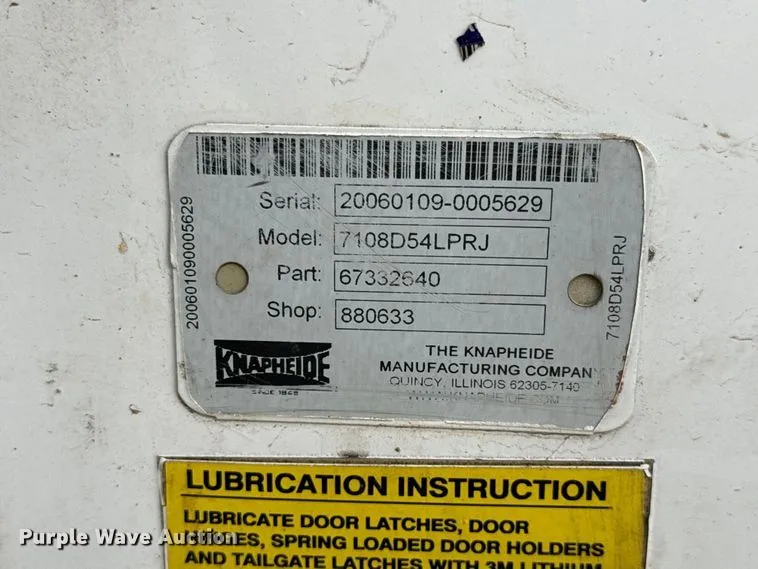 200601090005629
Serial: 20060109-0005629
Model: 7108D54LPRJ
Part: 67332640
Shop: 880633
7108D54LPRJ
KNAPHEIDE
SINCE 1848
THE KNAPHEIDE
MANUFACTURING COMPANY
QUINCY, ILLINOIS 62305-7140
WWW.KNAPHEIDE.COM
LUBRICATION INSTRUCTION
LUBRICATE DOOR LATCHES, DOOR
SPRING LOADED DOOR HOLDERS
AND TAILGATE LATCHES WITH 3M LITHIUM
Purple Wave Auction